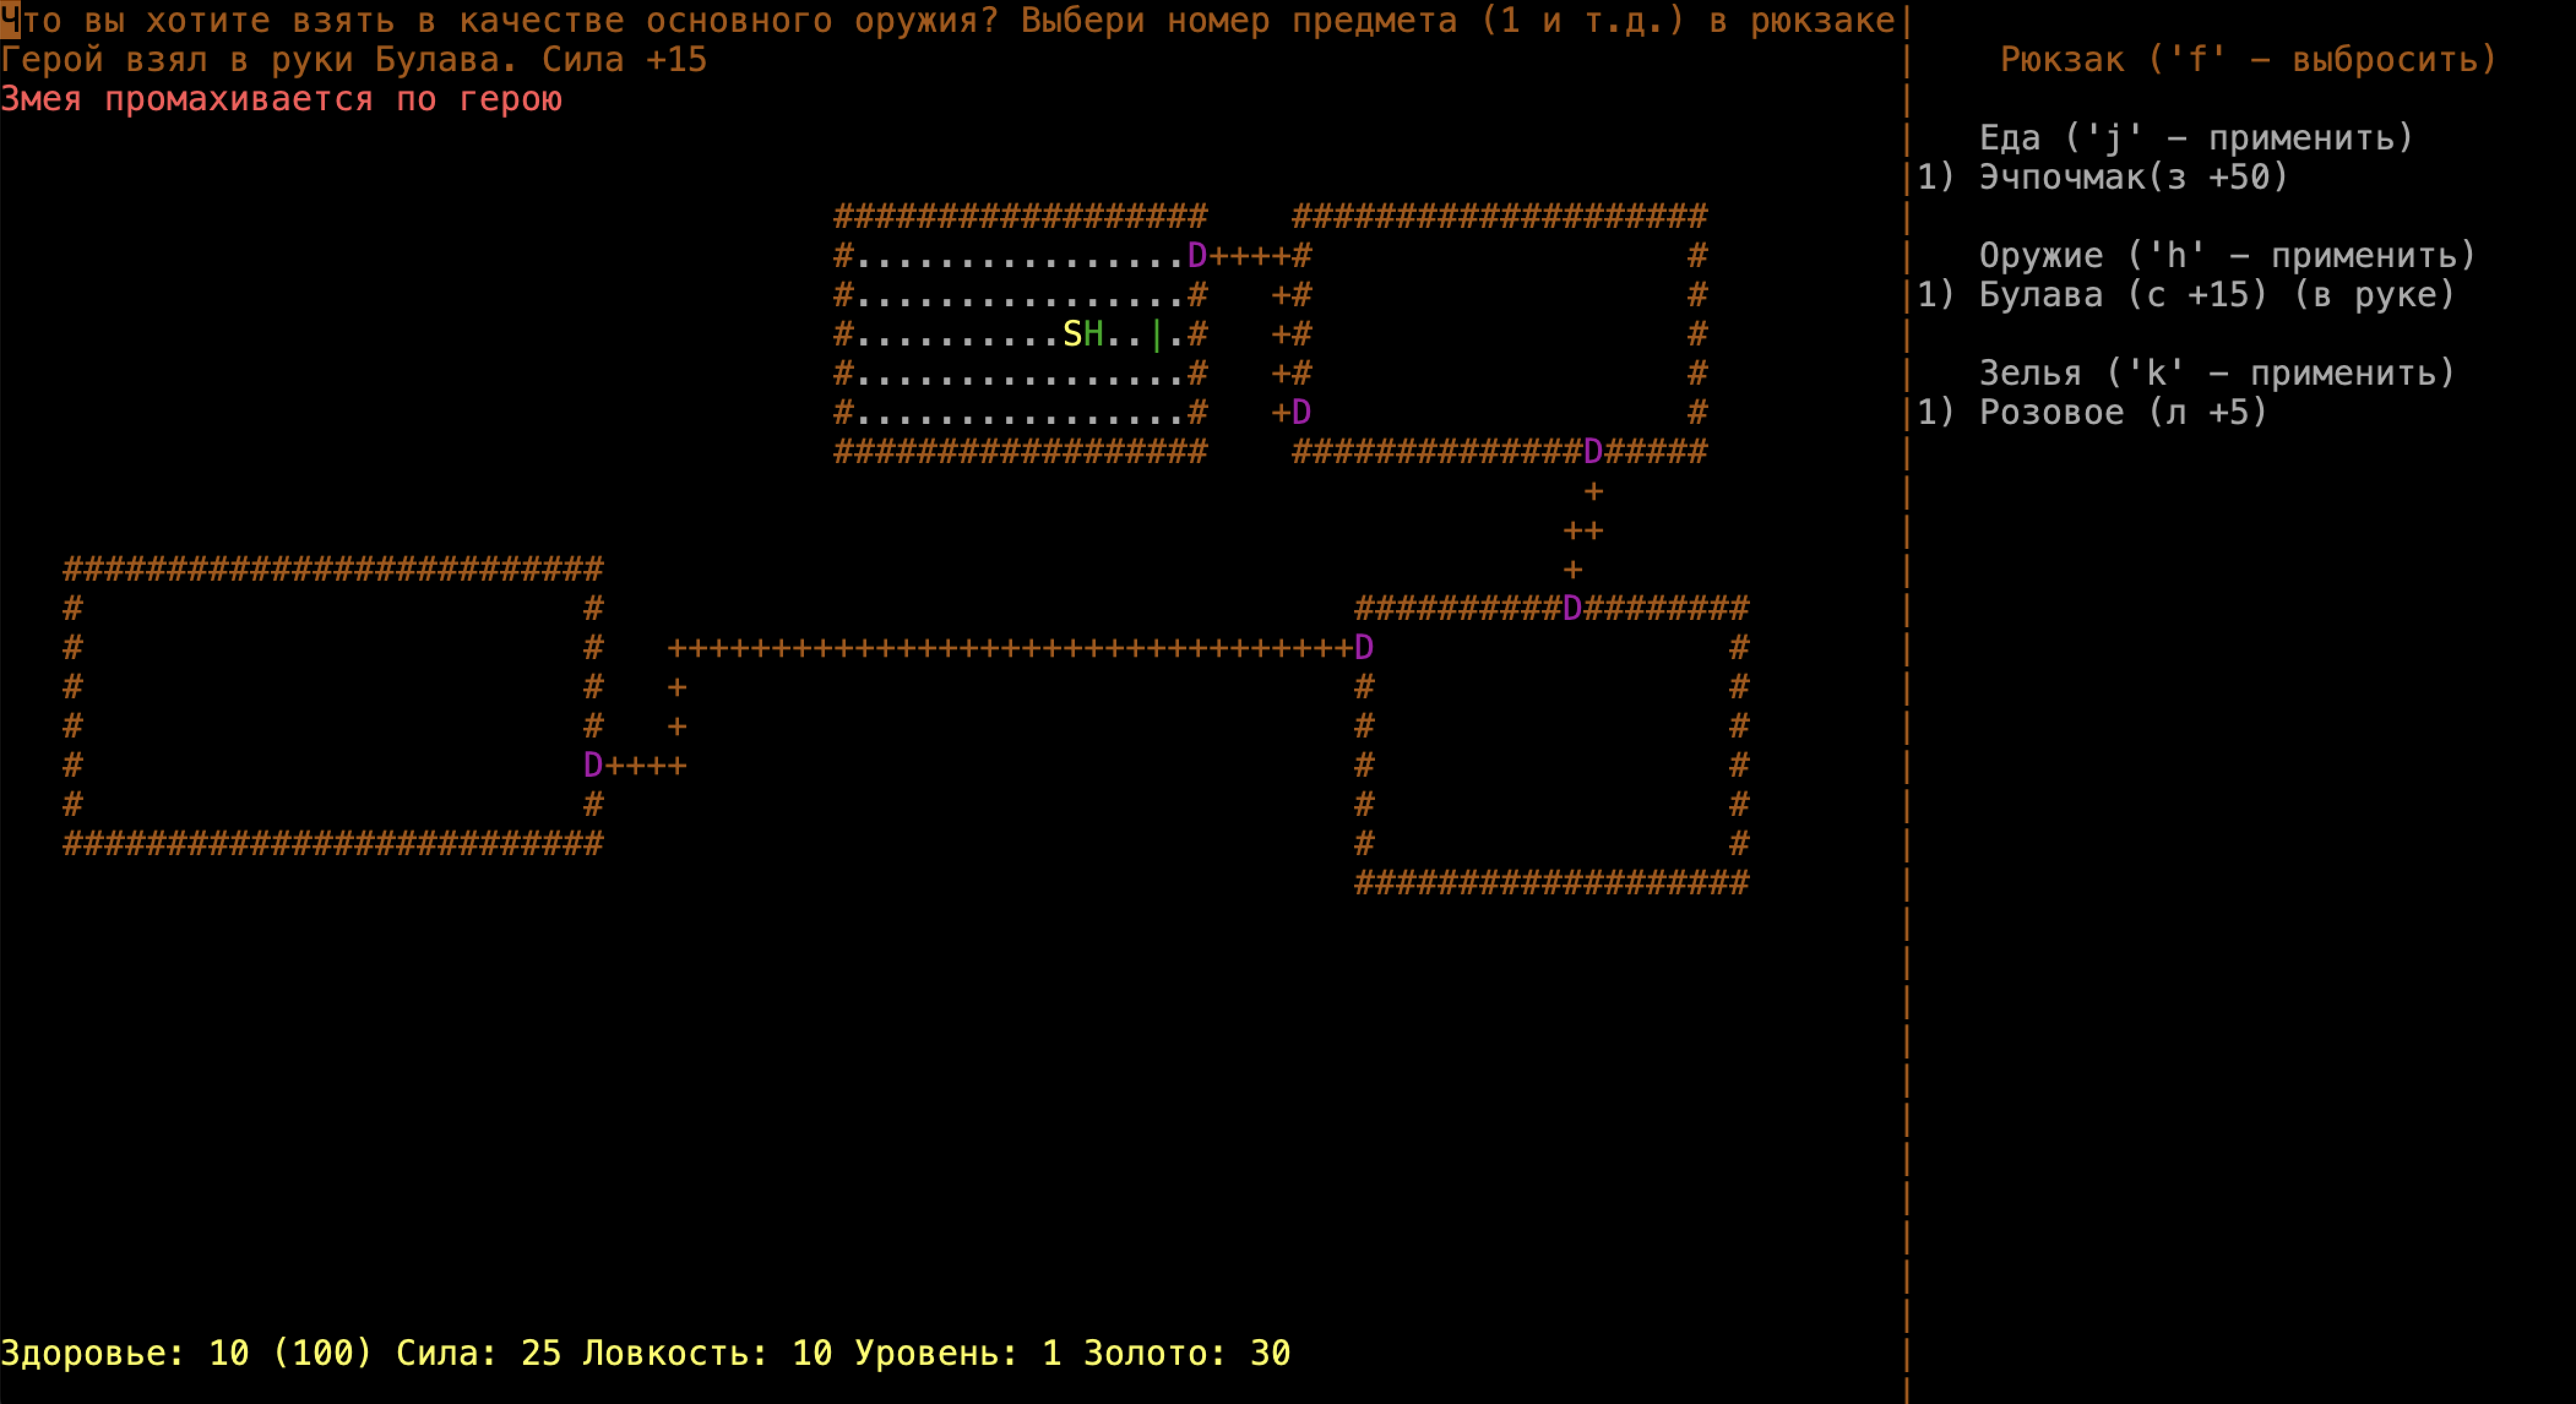 Что вы хотите взять в качестве основного оружия? Выбери номер предмета (1 и т.д.) в рюкзаке
Герой взял в руки Булава. Сила +15
Змея промахивается по герою
##################    ####################
#................D++++#                  #
#................#   +#                  #
#..........SH..|.#   +#                  #
#................#   +#                  #
#................#   +D                  #
##################    ##############D#####
+
++
##########################
+
#                        #
##########D########
#                        #   +++++++++++++++++++++++++++++++++D                 #
#                        #   +                                #                 #
#                        #   +                                #                 #
#                        D++++                                #                 #
#                        #                                    #                 #
##########################                                    #                 #
###################
Здоровье: 10 (100) Сила: 25 Ловкость: 10 Уровень: 1 Золото: 30
Рюкзак ('f' – выбросить)
Еда ('j' – применить)
1) Эчпочмак(з +50)
Оружие ('h' – применить)
1) Булава (с +15) (в руке)
Зелья ('k' – применить)
1) Розовое (л +5)